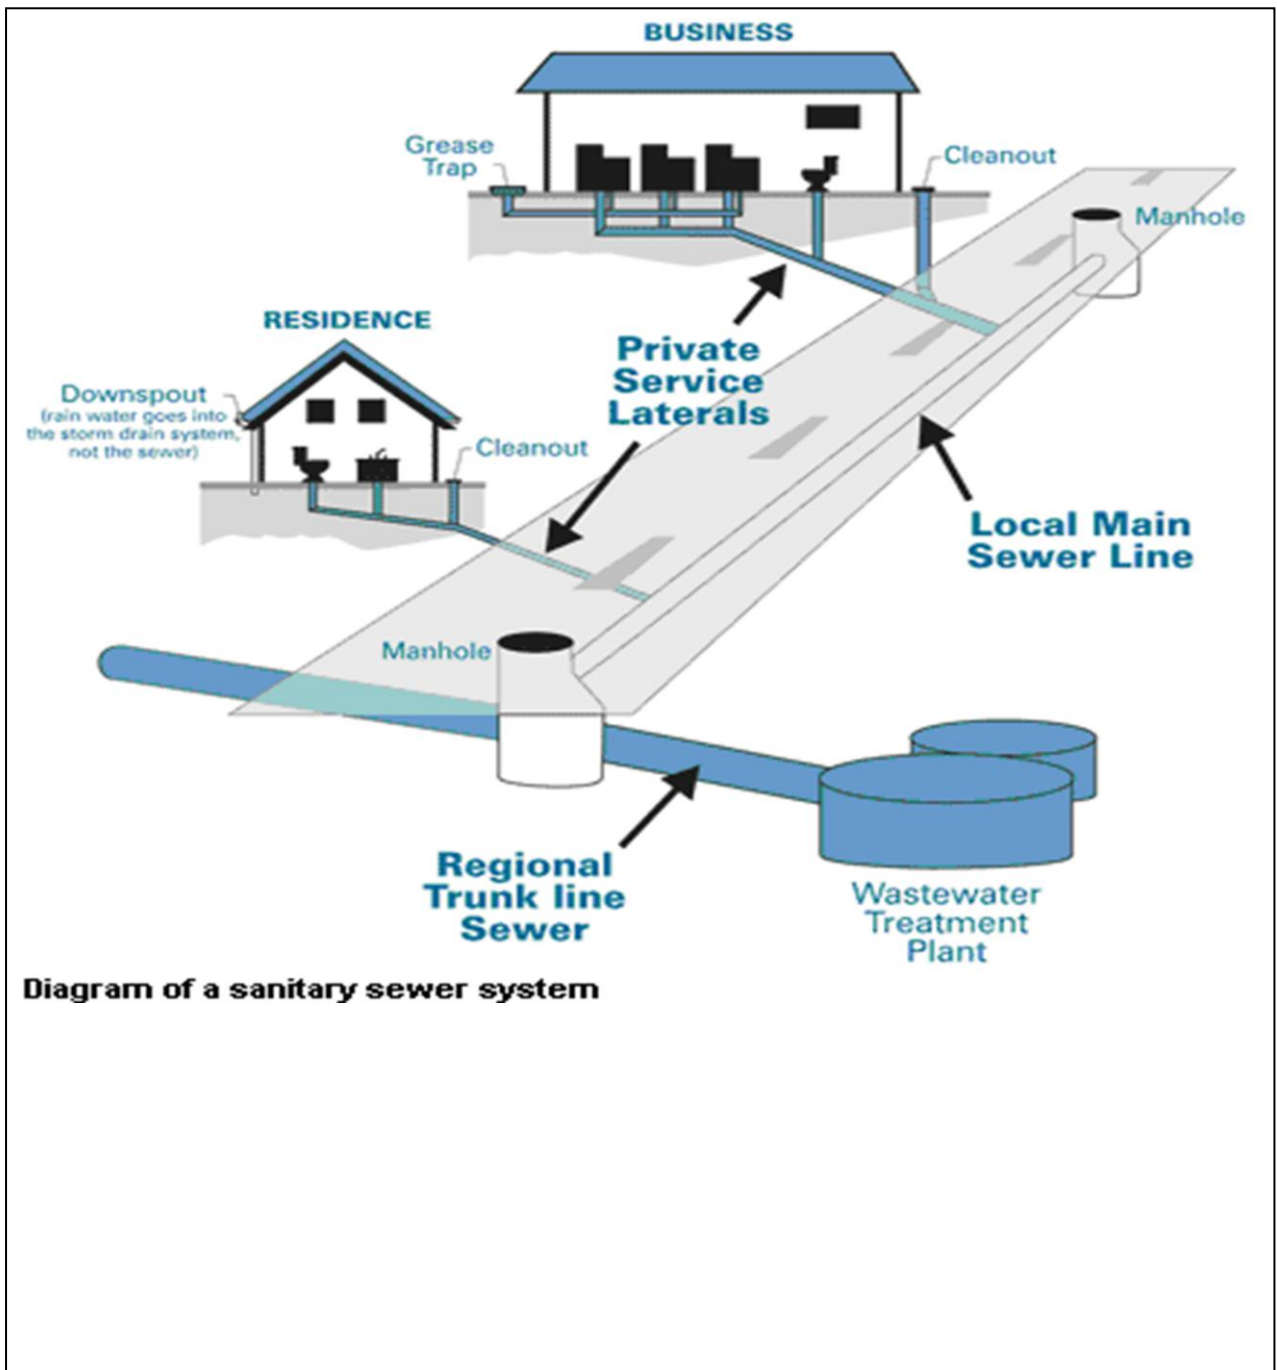 BUSINESS
Grease
Trap
Cleanout
Manhole
RESIDENCE
Private
Service
Laterals
Downspout
(rain water goes into
the storm drain system,
not the sewer)
Cleanout
Local Main
Sewer Line
Manhole
Regional
Trunk line
Sewer
Wastewater
Treatment
Plant
Diagram of a sanitary sewer system